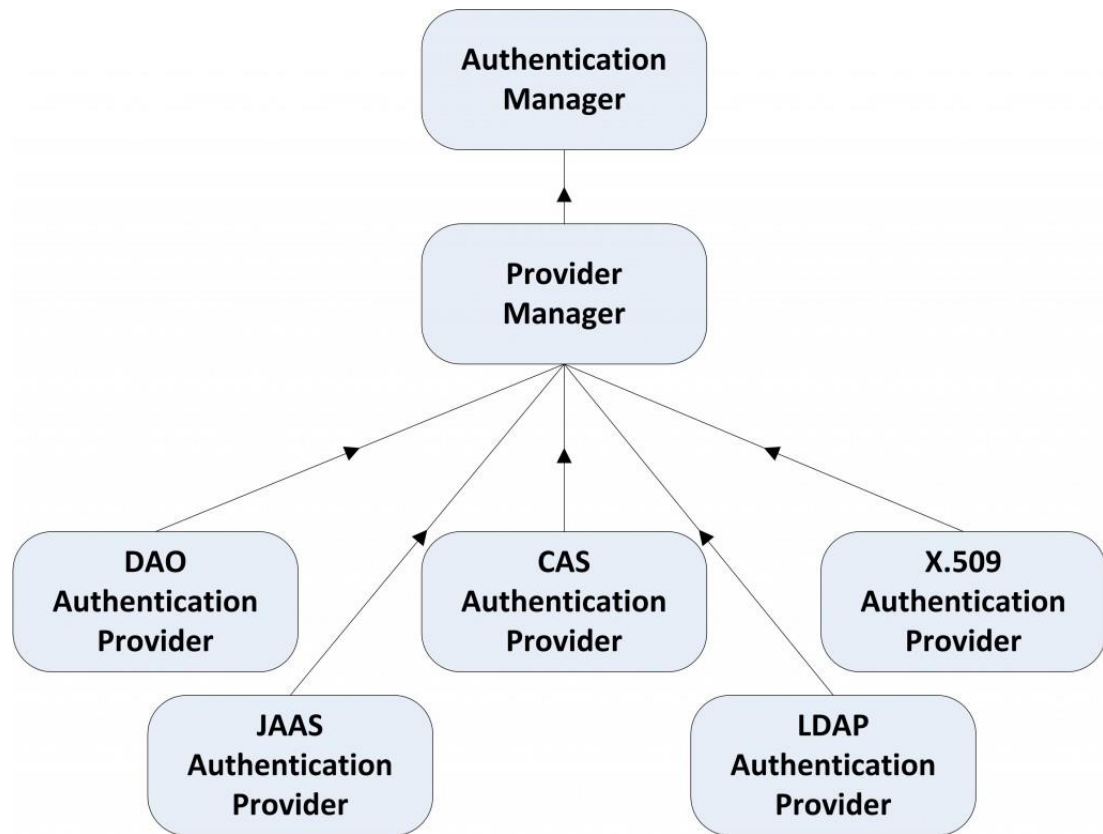 Authentication
Manager
Provider
Manager
DAO
Authentication
Provider
CAS
Authentication
Provider
X.509
Authentication
Provider
JAAS
Authentication
Provider
LDAP
Authentication
Provider